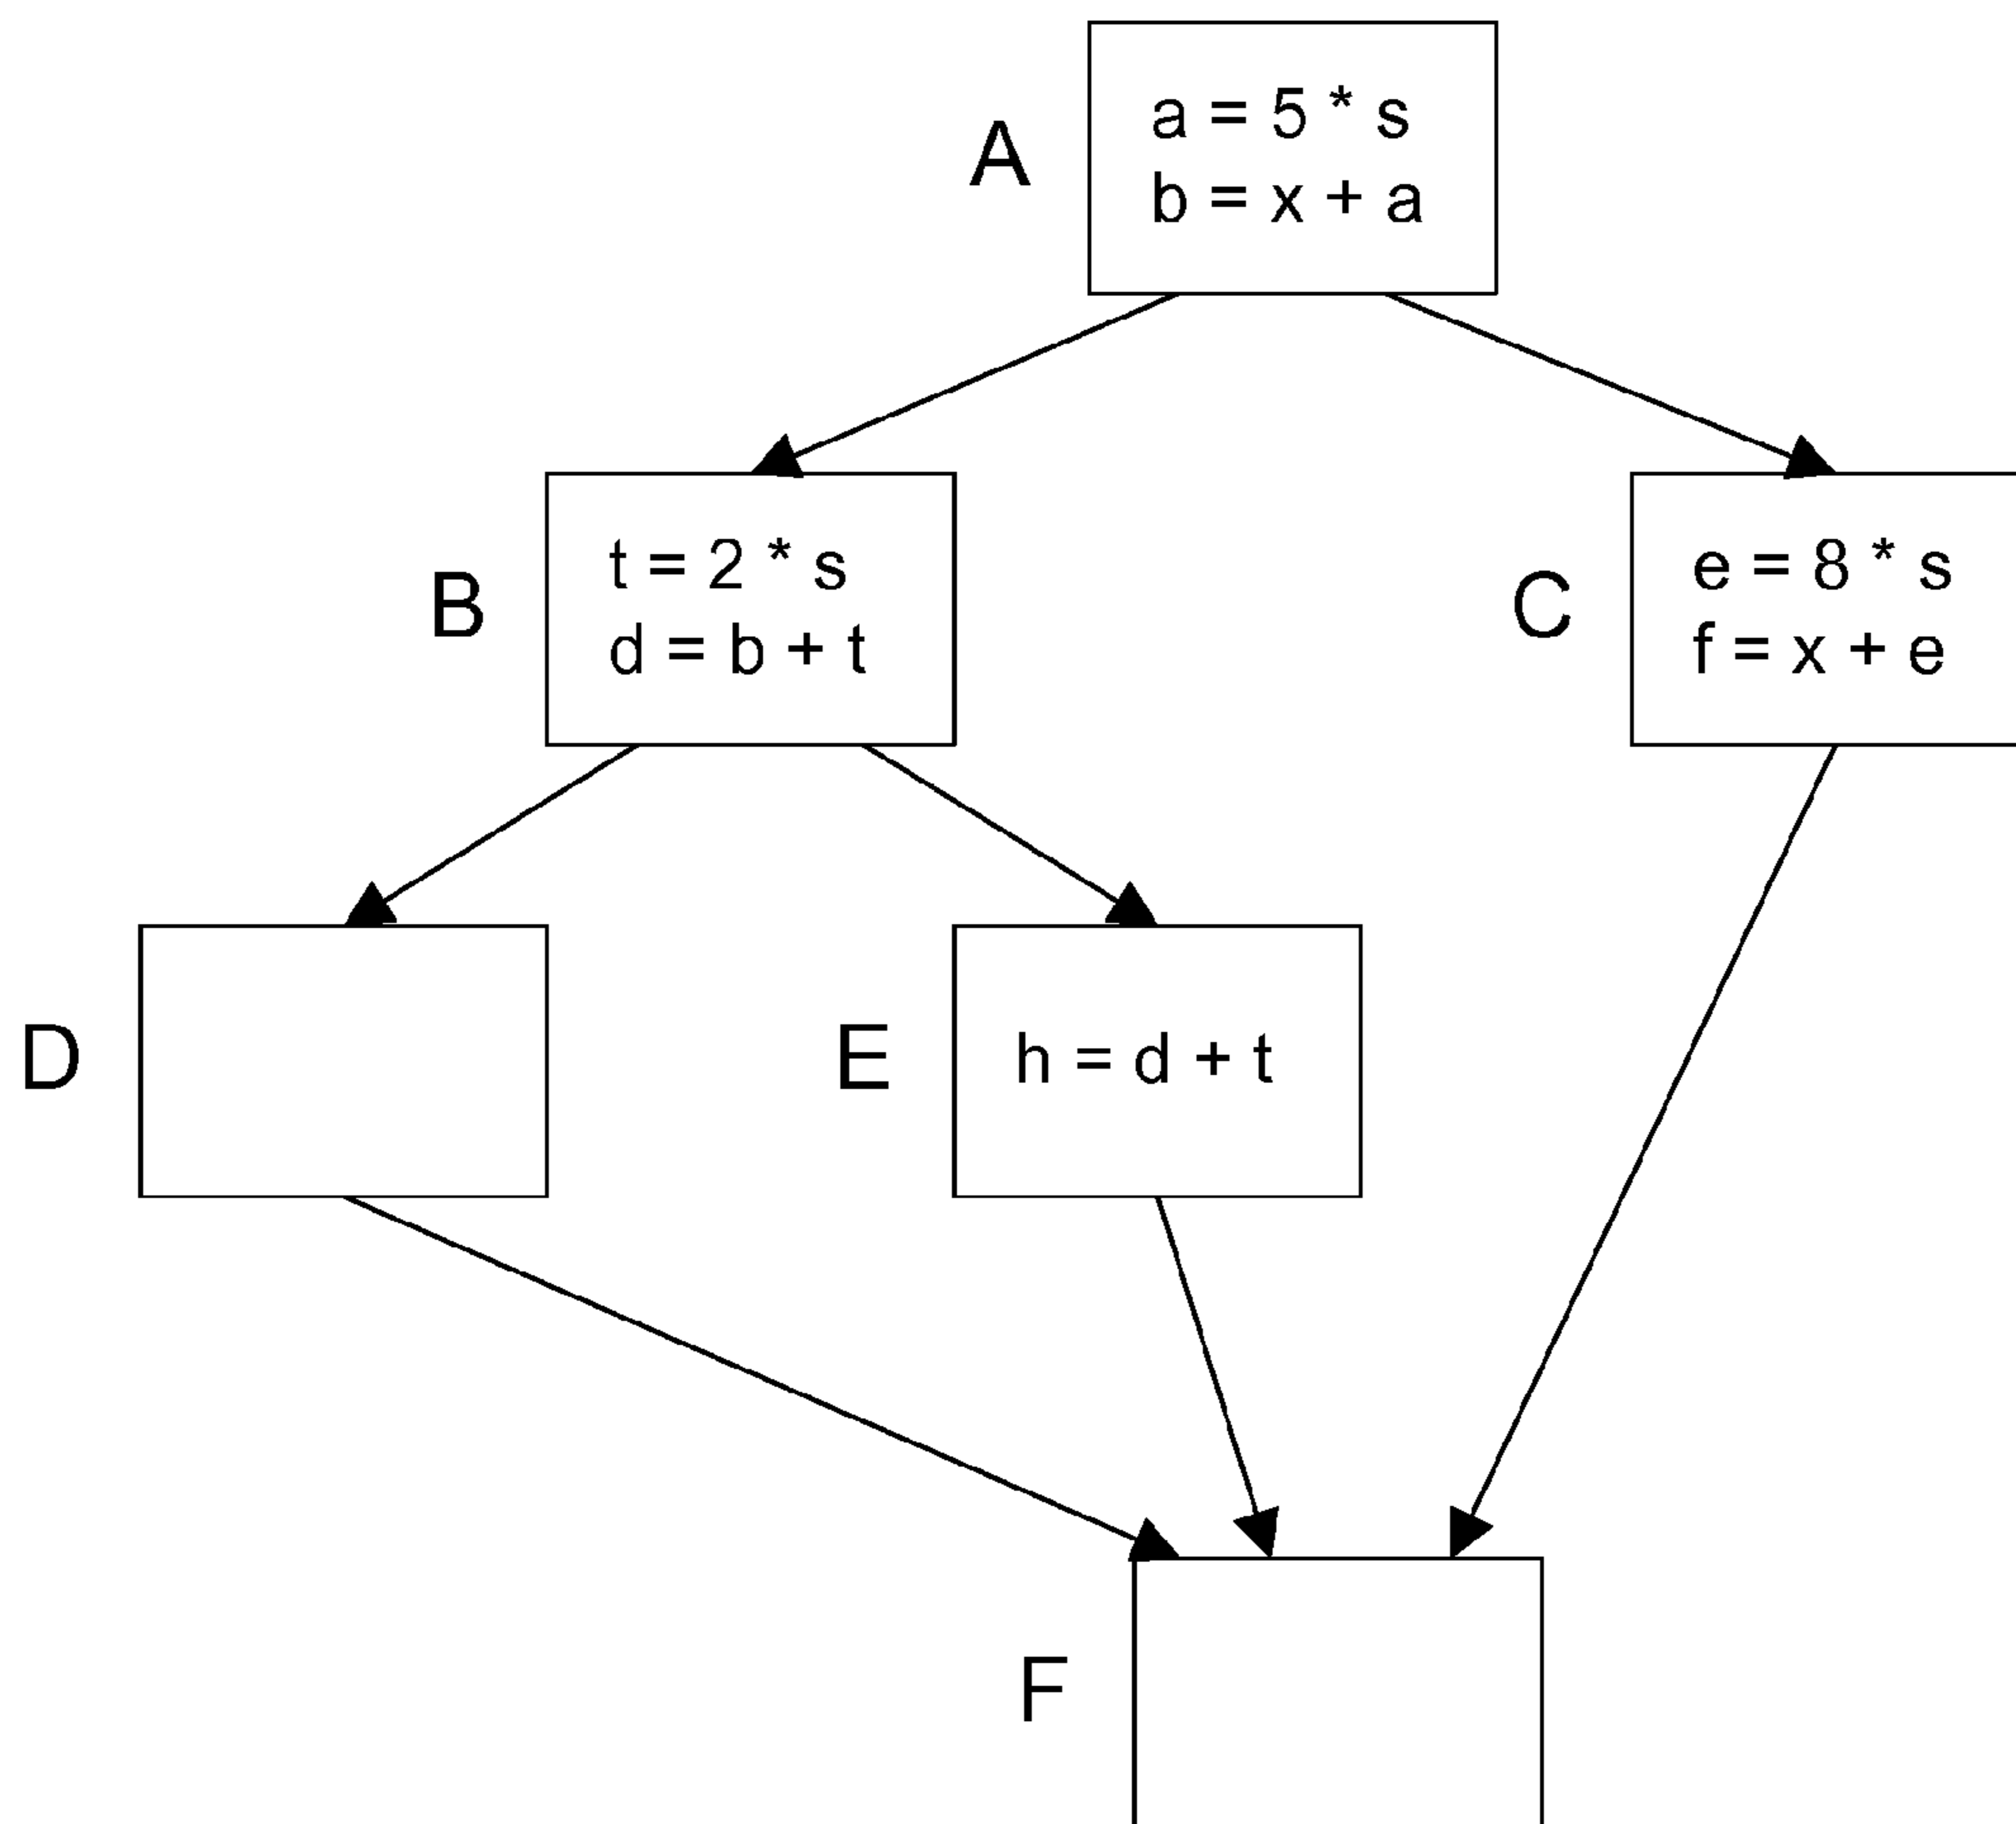 A
a = 5 * s
b = x + a
B
t = 2 * s
d = b + t
C
e = 8 * s
f = x + e
D
E
h = d + t
F